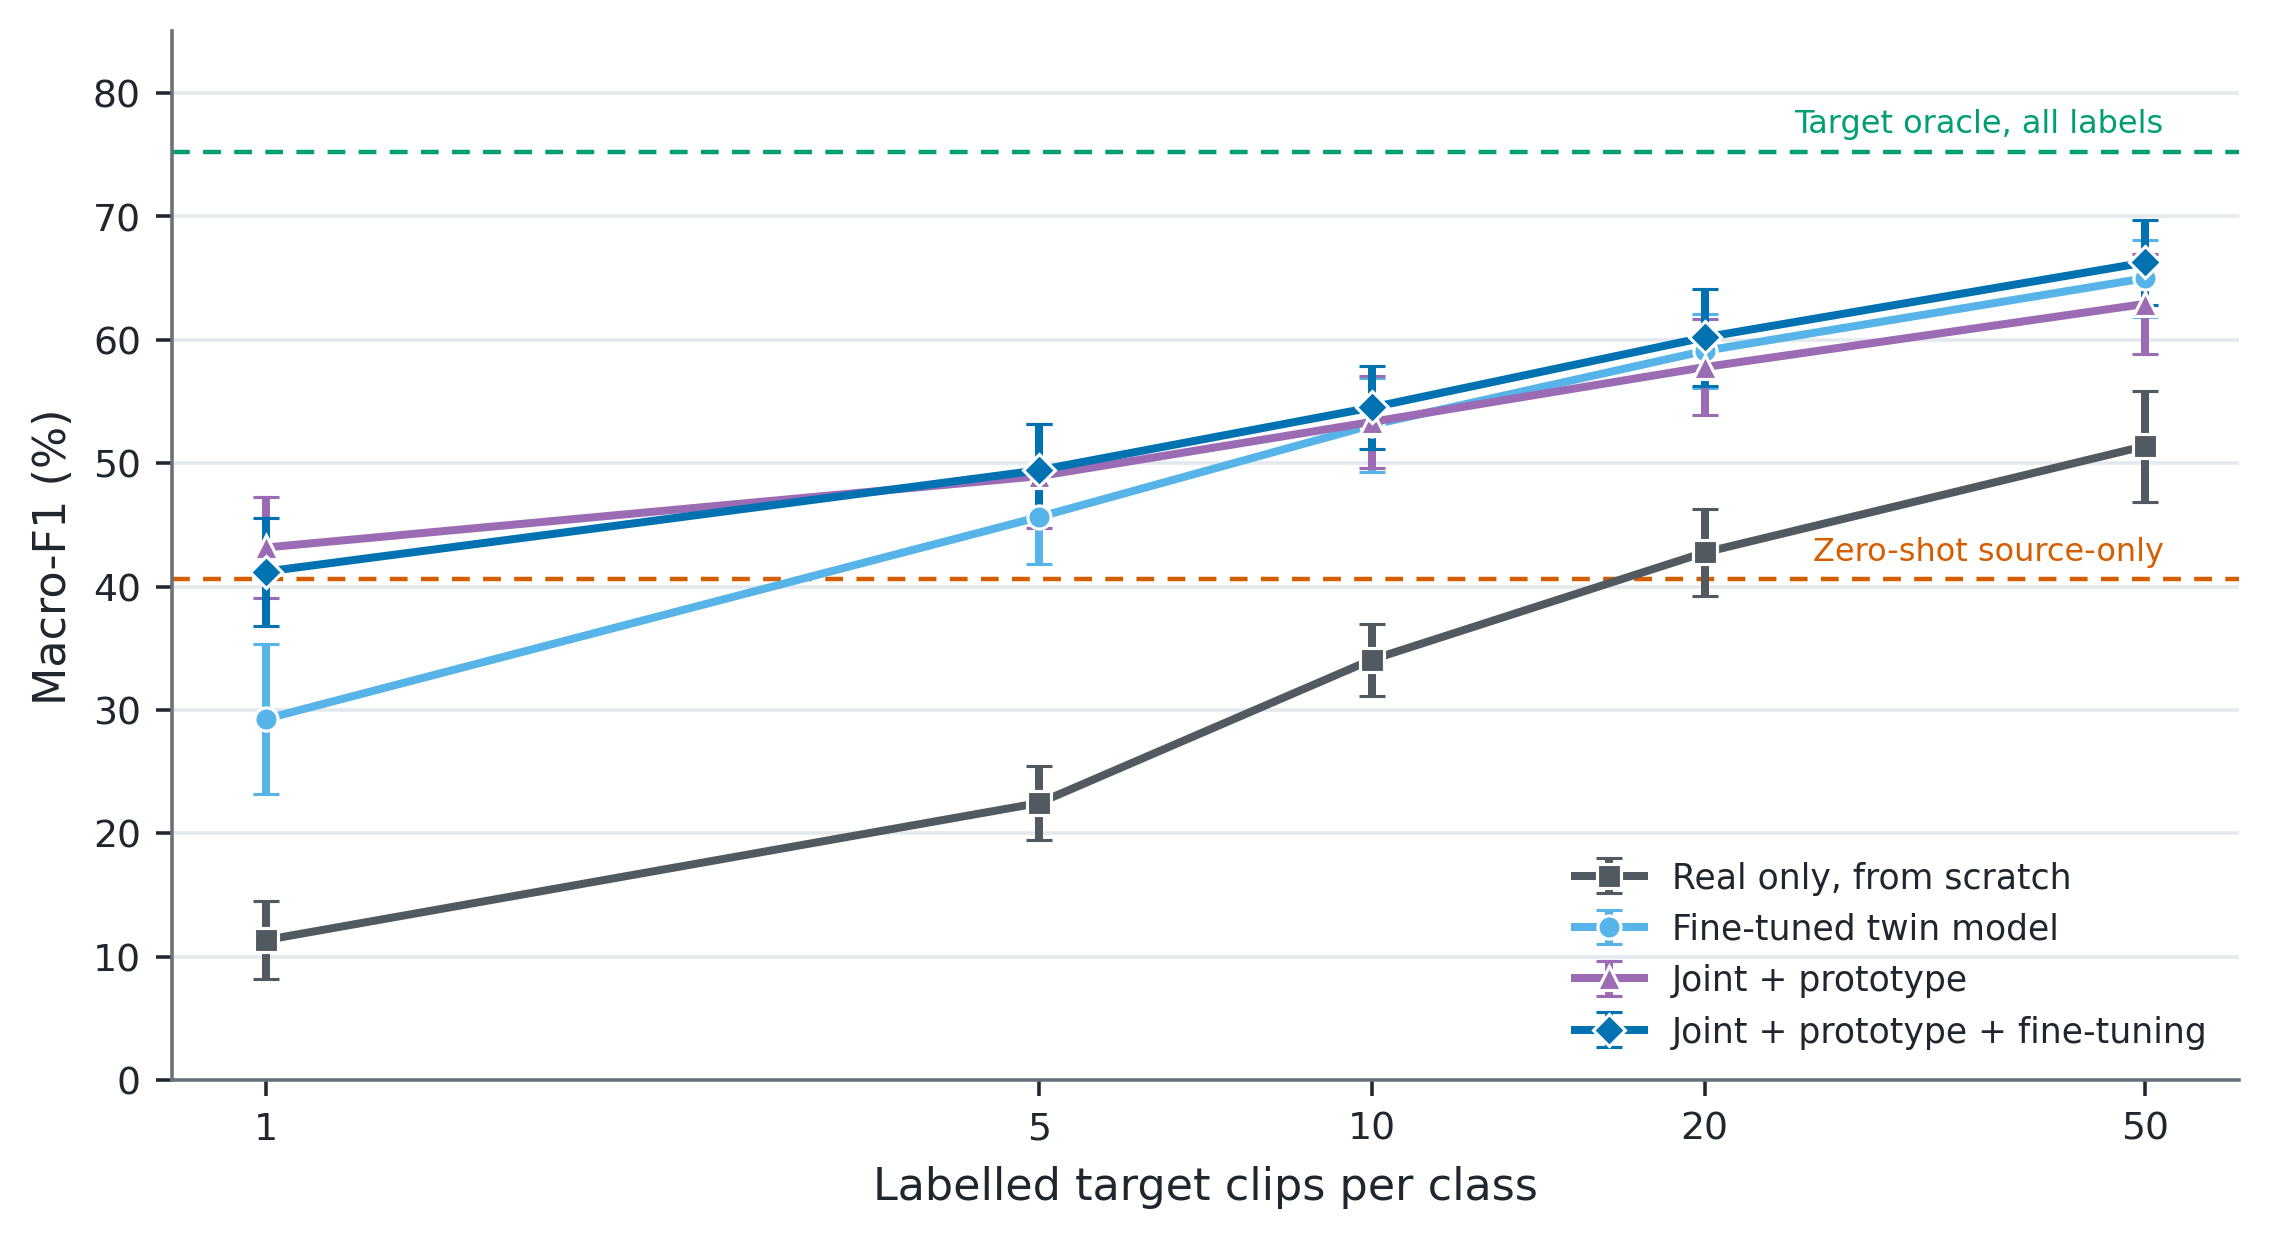 80
70
60
50
40
30
20
10
0
Macro-F1 (%)
Target oracle, all labels
Zero-shot source-only
Real only, from scratch
Fine-tuned twin model
Joint + prototype
Joint + prototype + fine-tuning
1 5 10 20 50
Labelled target clips per class